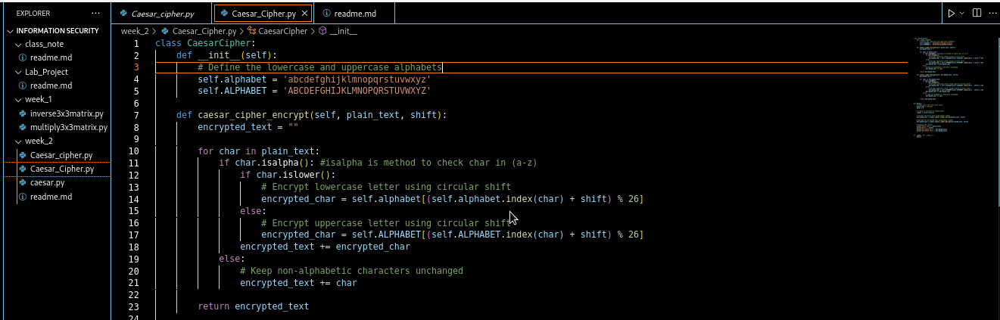 EXPLORER ···
INFORMATION SECURITY
class_note
readme.md
Lab_Project
readme.md
week_1
inverse3x3matrix.py
multiply3x3matrix.py
week_2
Caesar_cipher.py
Caesar_Cipher.py
caesar.py
readme.md
Caesar_cipher.py Caesar_Cipher.py × readme.md
week_2 > Caesar_Cipher.py > CaesarCipher > __init__
1 class CaesarCipher:
2 def __init__(self):
3 # Define the lowercase and uppercase alphabets
4 self.alphabet = 'abcdefghijklmnopqrstuvwxyz'
5 self.ALPHABET = 'ABCDEFGHIJKLMNOPQRSTUVWXYZ'
6
7 def caesar_cipher_encrypt(self, plain_text, shift):
8 encrypted_text = ""
9
10 for char in plain_text:
11 if char.isalpha(): #isalpha is method to check char in (a-z)
12 if char.islower():
13 # Encrypt lowercase letter using circular shift
14 encrypted_char = self.alphabet[(self.alphabet.index(char) + shift) % 26]
15 else:
16 # Encrypt uppercase letter using circular shift
17 encrypted_char = self.ALPHABET[(self.ALPHABET.index(char) + shift) % 26]
18 encrypted_text += encrypted_char
19 else:
20 # Keep non-alphabetic characters unchanged
21 encrypted_text += char
22
23 return encrypted_text
24